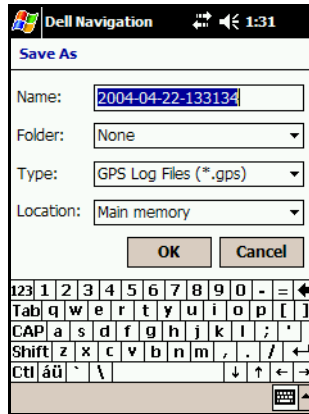 Dell Navigation 1:31
Save As
Name: 2004-04-22-133134
Folder: None
Type: GPS Log Files (*.gps)
Location: Main memory
OK Cancel
123 1 2 3 4 5 6 7 8 9 0 - =
Tab q w e r t y u i o p [ ]
CAP a s d f g h j k l ; '
Shift z x c v b n m , . /
Ctl áü ` \